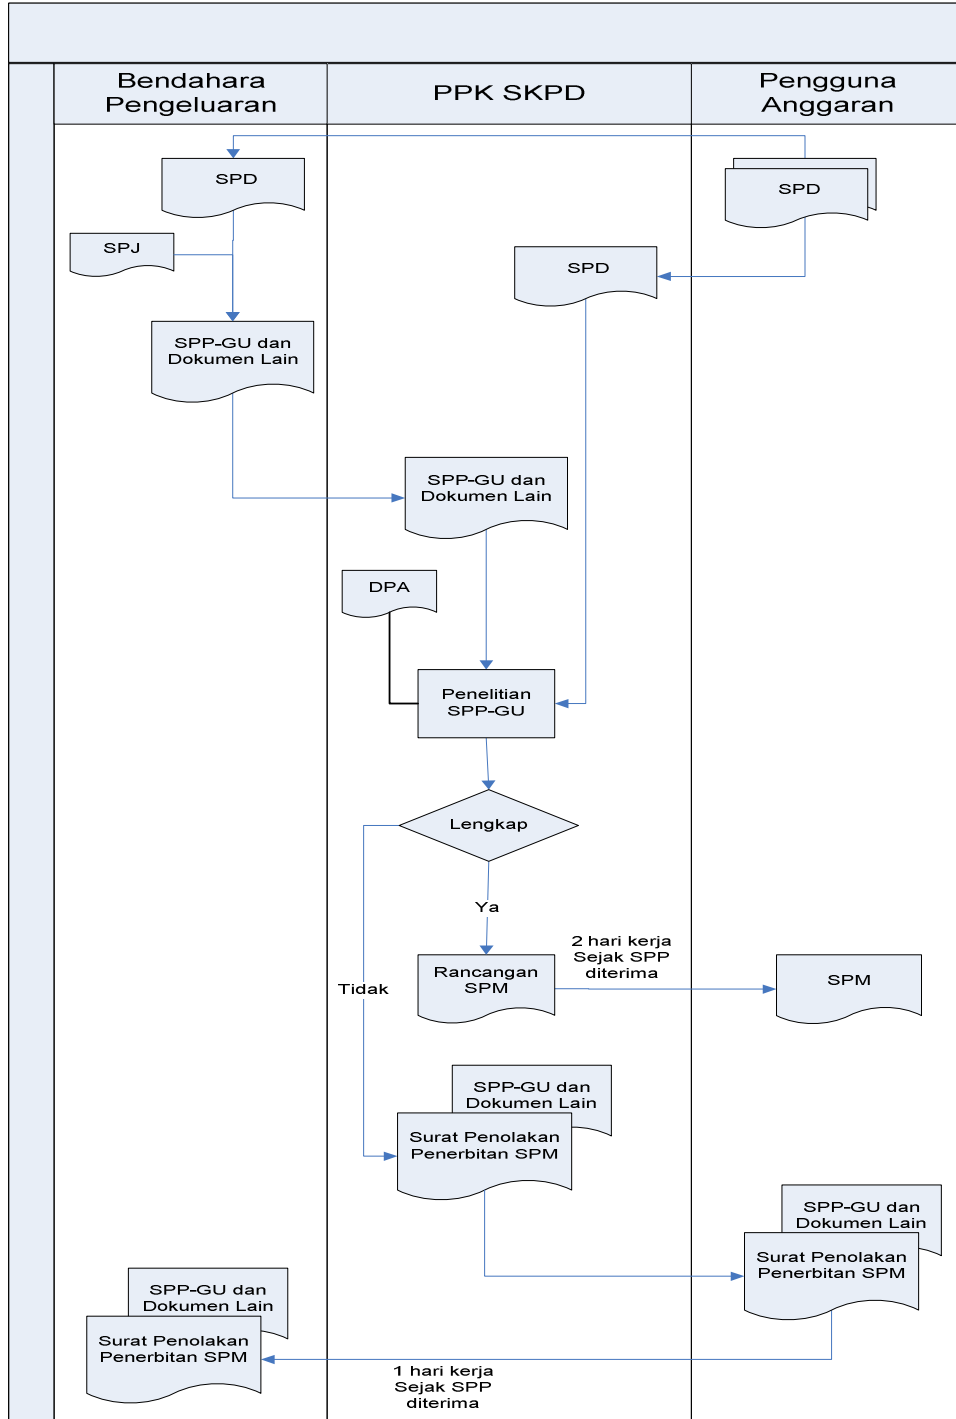 Bendahara
Pengeluaran
PPK SKPD
Pengguna
Anggaran
SPD
SPD
SPJ
SPD
SPP-GU dan
Dokumen Lain
SPP-GU dan
Dokumen Lain
DPA
Penelitian
SPP-GU
Lengkap
Ya
2 hari kerja
Sejak SPP
diterima
Tidak
Rancangan
SPM
SPM
SPP-GU dan
Dokumen Lain
Surat Penolakan
Penerbitan SPM
SPP-GU dan
Dokumen Lain
Surat Penolakan
Penerbitan SPM
SPP-GU dan
Dokumen Lain
Surat Penolakan
Penerbitan SPM
1 hari kerja
Sejak SPP
diterima